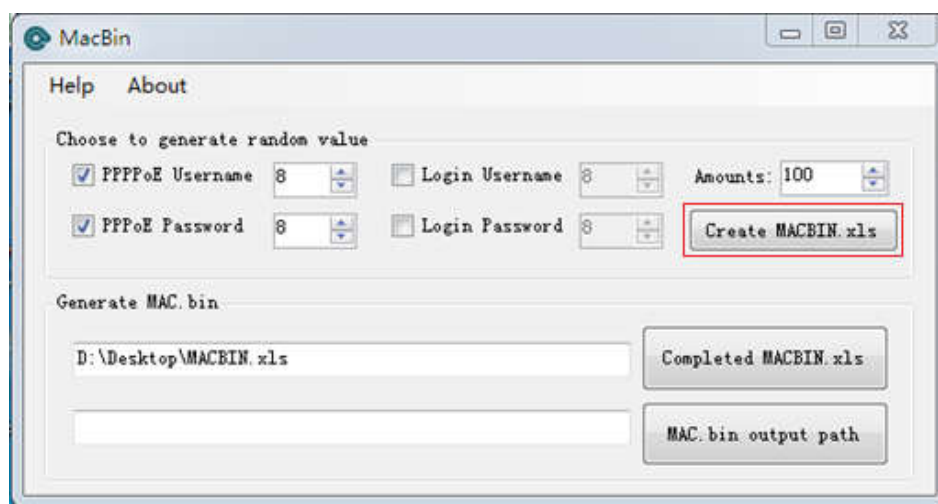 MacBin
Help About
Choose to generate random value
PPPPoE Username 8 Login Username 8 Amounts: 100
PPPoE Password 8 Login Password 8 Create MACBIN.xls
Generate MAC.bin
D:\Desktop\MACBIN.xls Completed MACBIN.xls
MAC.bin output path